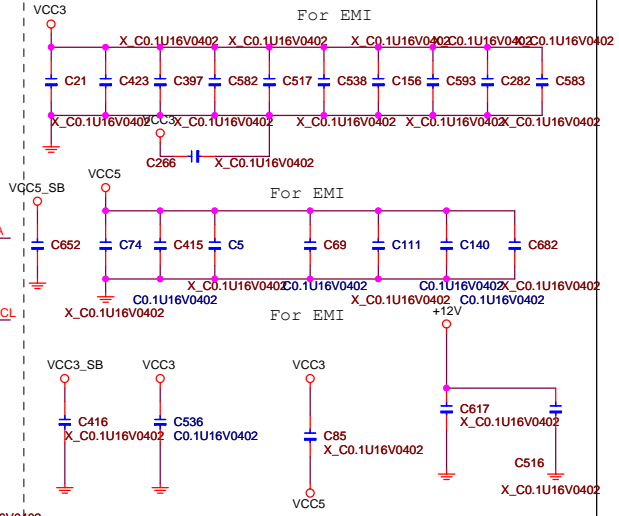 For EMI
VCC3
X_C0.1U16V0402 X_C0.1U16V0402 X_C0.1U16V0402 X_C0.1U16V0402 X_C0.1U16V0402
C21 C423 C397 C582 C517 C538 C156 C593 C282 C583
X_C0.1U16V0402 X_C0.1U16V0402 X_C0.1U16V0402 X_C0.1U16V0402 X_C0.1U16V0402
VCC3
C266 X_C0.1U16V0402
VCC5_SB VCC5 For EMI
C652 C74 C415 C5 C69 C111 C140 C682
X_C0.1U16V0402 C0.1U16V0402 C0.1U16V0402 X_C0.1U16V0402
C0.1U16V0402 X_C0.1U16V0402 C0.1U16V0402
X_C0.1U16V0402
CL
For EMI
+12V
VCC3_SB VCC3 VCC3
C416 C536 C617
X_C0.1U16V0402 C0.1U16V0402 X_C0.1U16V0402
C85
X_C0.1U16V0402
C516
X_C0.1U16V0402
VCC5